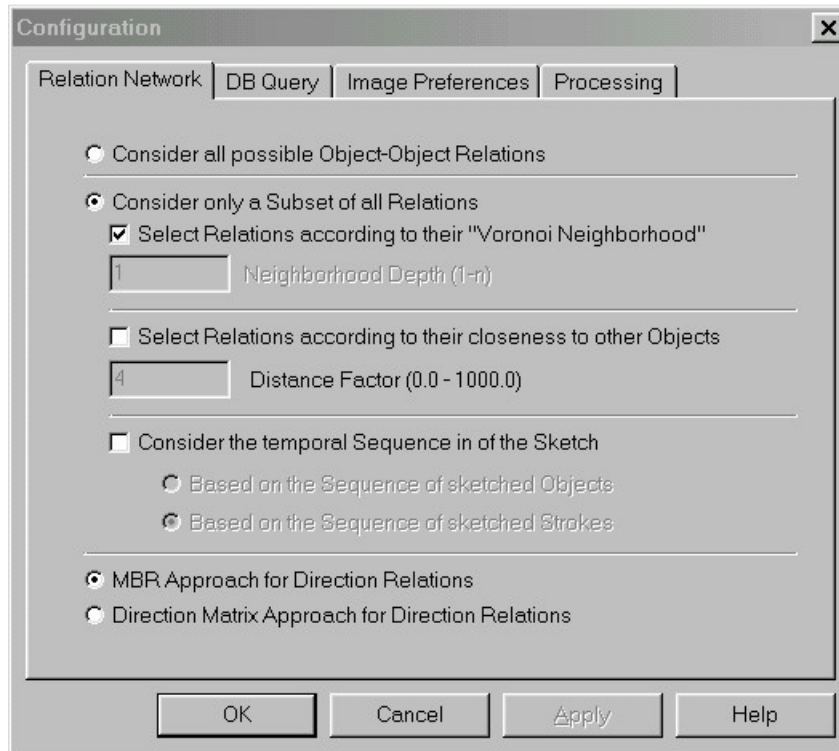 Configuration
Relation Network DB Query Image Preferences Processing
Consider all possible Object-Object Relations
Consider only a Subset of all Relations
Select Relations according to their "Voronoi Neighborhood"
1 Neighborhood Depth (1-n)
Select Relations according to their closeness to other Objects
4 Distance Factor (0.0 - 1000.0)
Consider the temporal Sequence in of the Sketch
Based on the Sequence of sketched Objects
Based on the Sequence of sketched Strokes
MBR Approach for Direction Relations
Direction Matrix Approach for Direction Relations
OK Cancel Apply Help